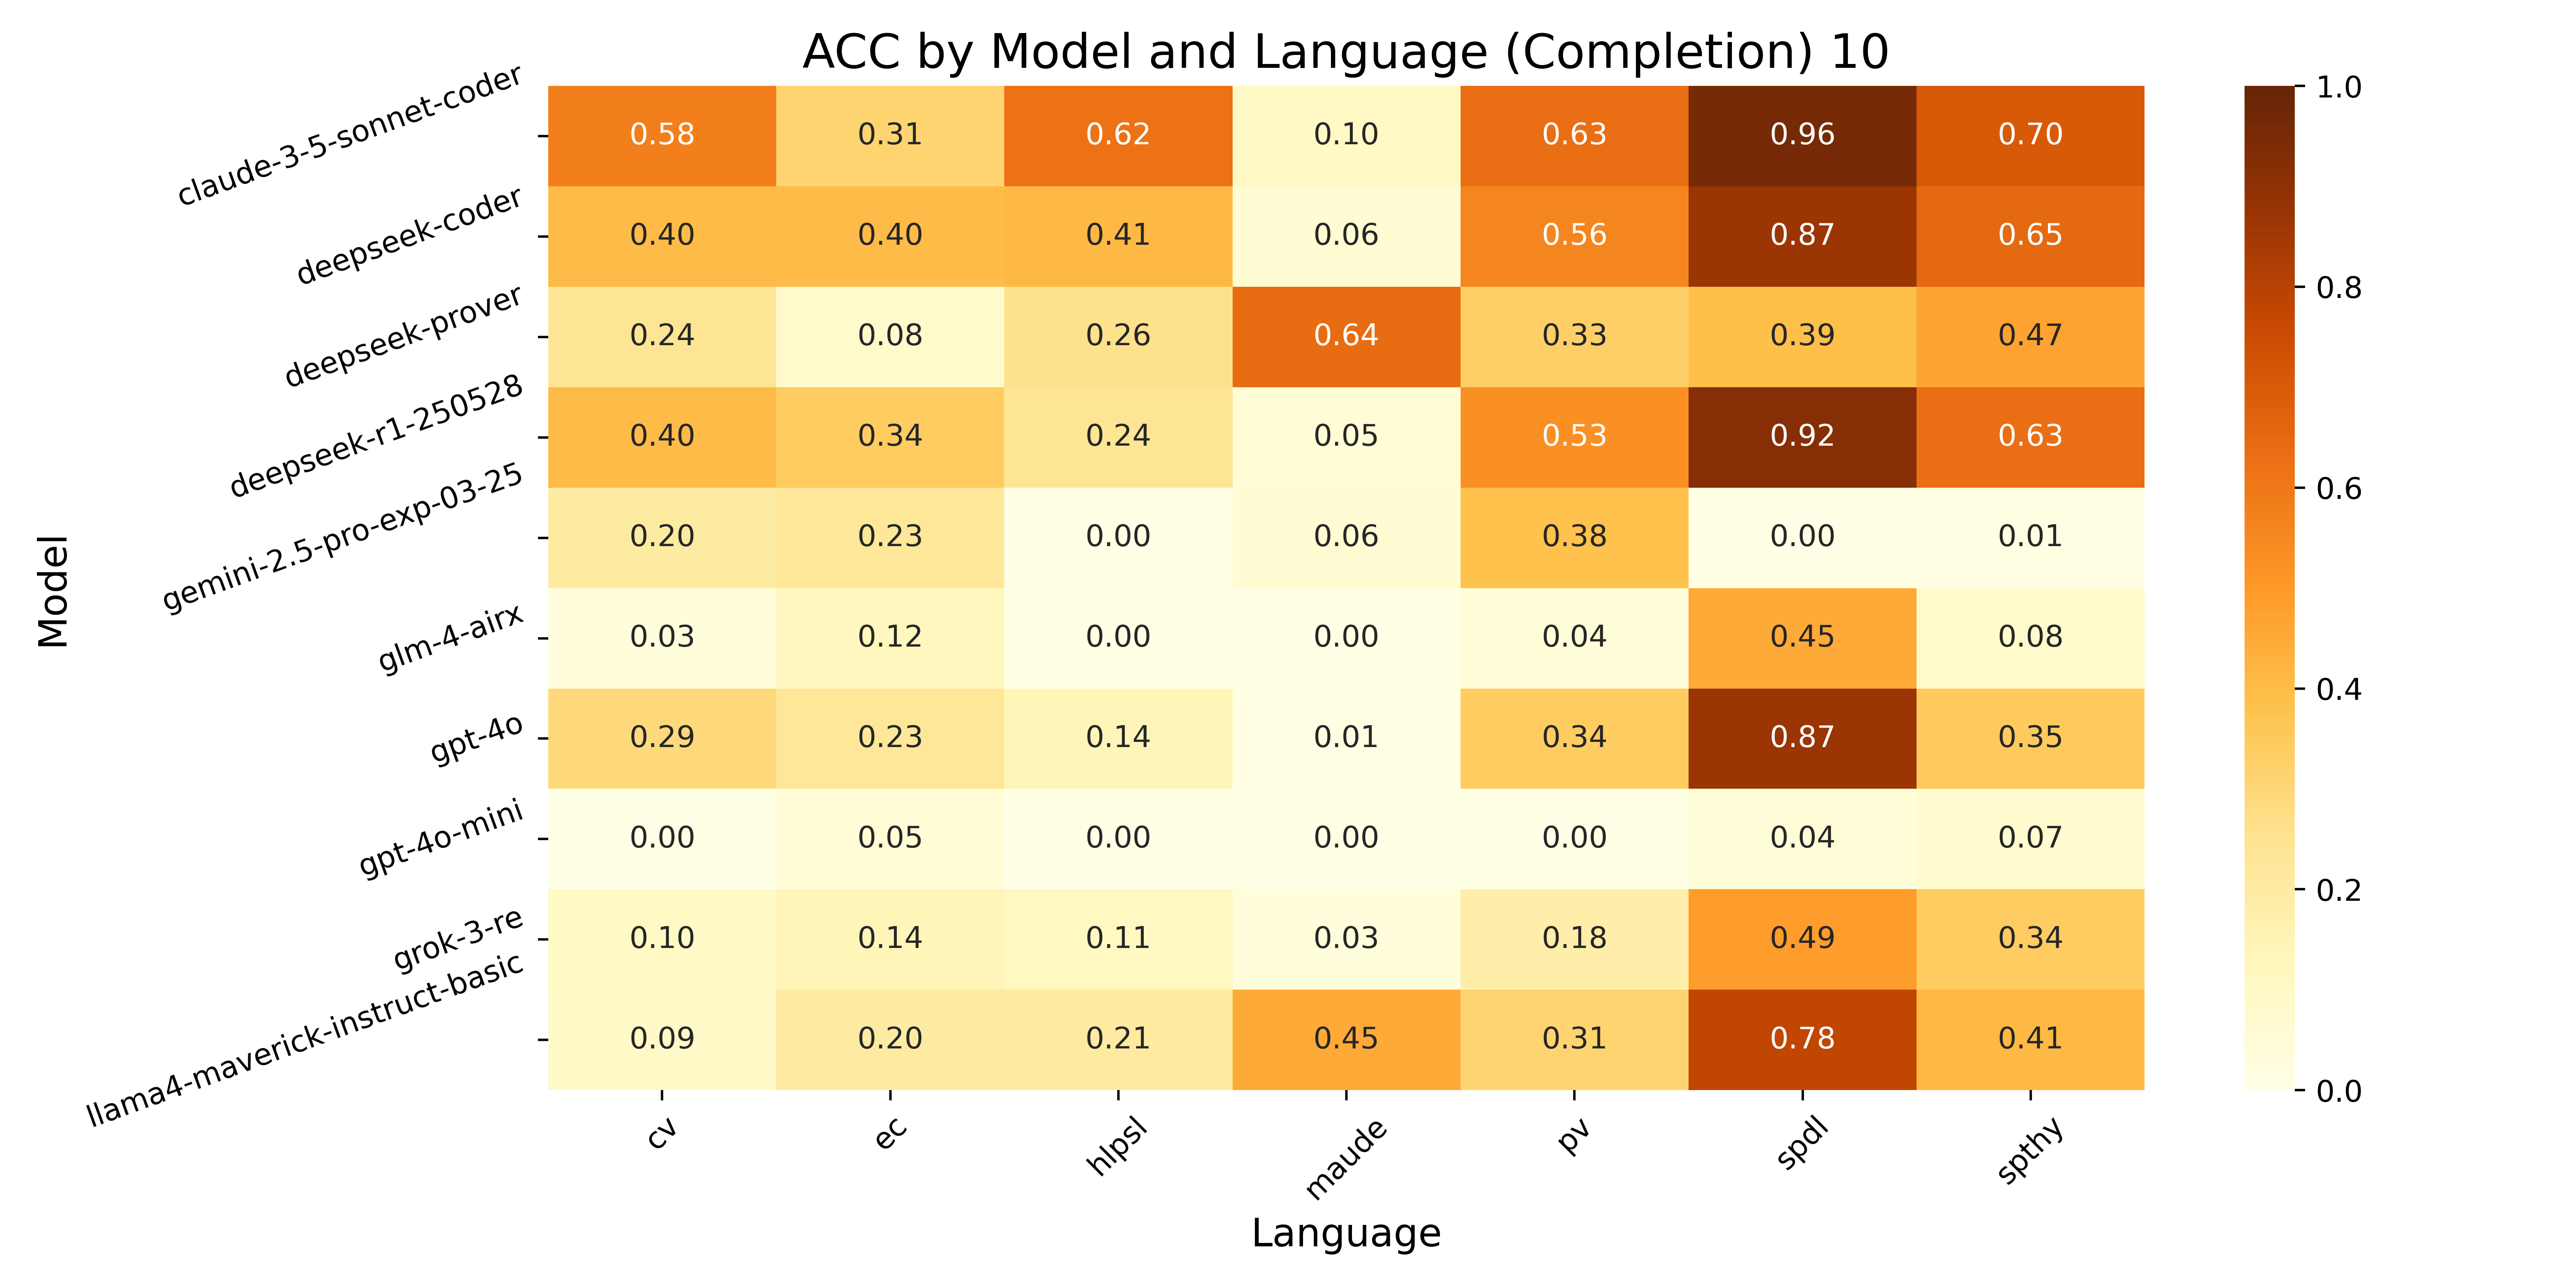 ACC by Model and Language (Completion) 10
Model
claude-3-5-sonnet-coder 0.58 0.31 0.62 0.10 0.63 0.96 0.70
deepseek-coder 0.40 0.40 0.41 0.06 0.56 0.87 0.65
deepseek-prover 0.24 0.08 0.26 0.64 0.33 0.39 0.47
deepseek-r1-250528 0.40 0.34 0.24 0.05 0.53 0.92 0.63
gemini-2.5-pro-exp-03-25 0.20 0.23 0.00 0.06 0.38 0.00 0.01
glm-4-airx 0.03 0.12 0.00 0.00 0.04 0.45 0.08
gpt-4o 0.29 0.23 0.14 0.01 0.34 0.87 0.35
gpt-4o-mini 0.00 0.05 0.00 0.00 0.00 0.04 0.07
grok-3-re 0.10 0.14 0.11 0.03 0.18 0.49 0.34
llama4-maverick-instruct-basic 0.09 0.20 0.21 0.45 0.31 0.78 0.41
cv ec hlpsl maude pv spdl spthy
Language
1.0
0.8
0.6
0.4
0.2
0.0